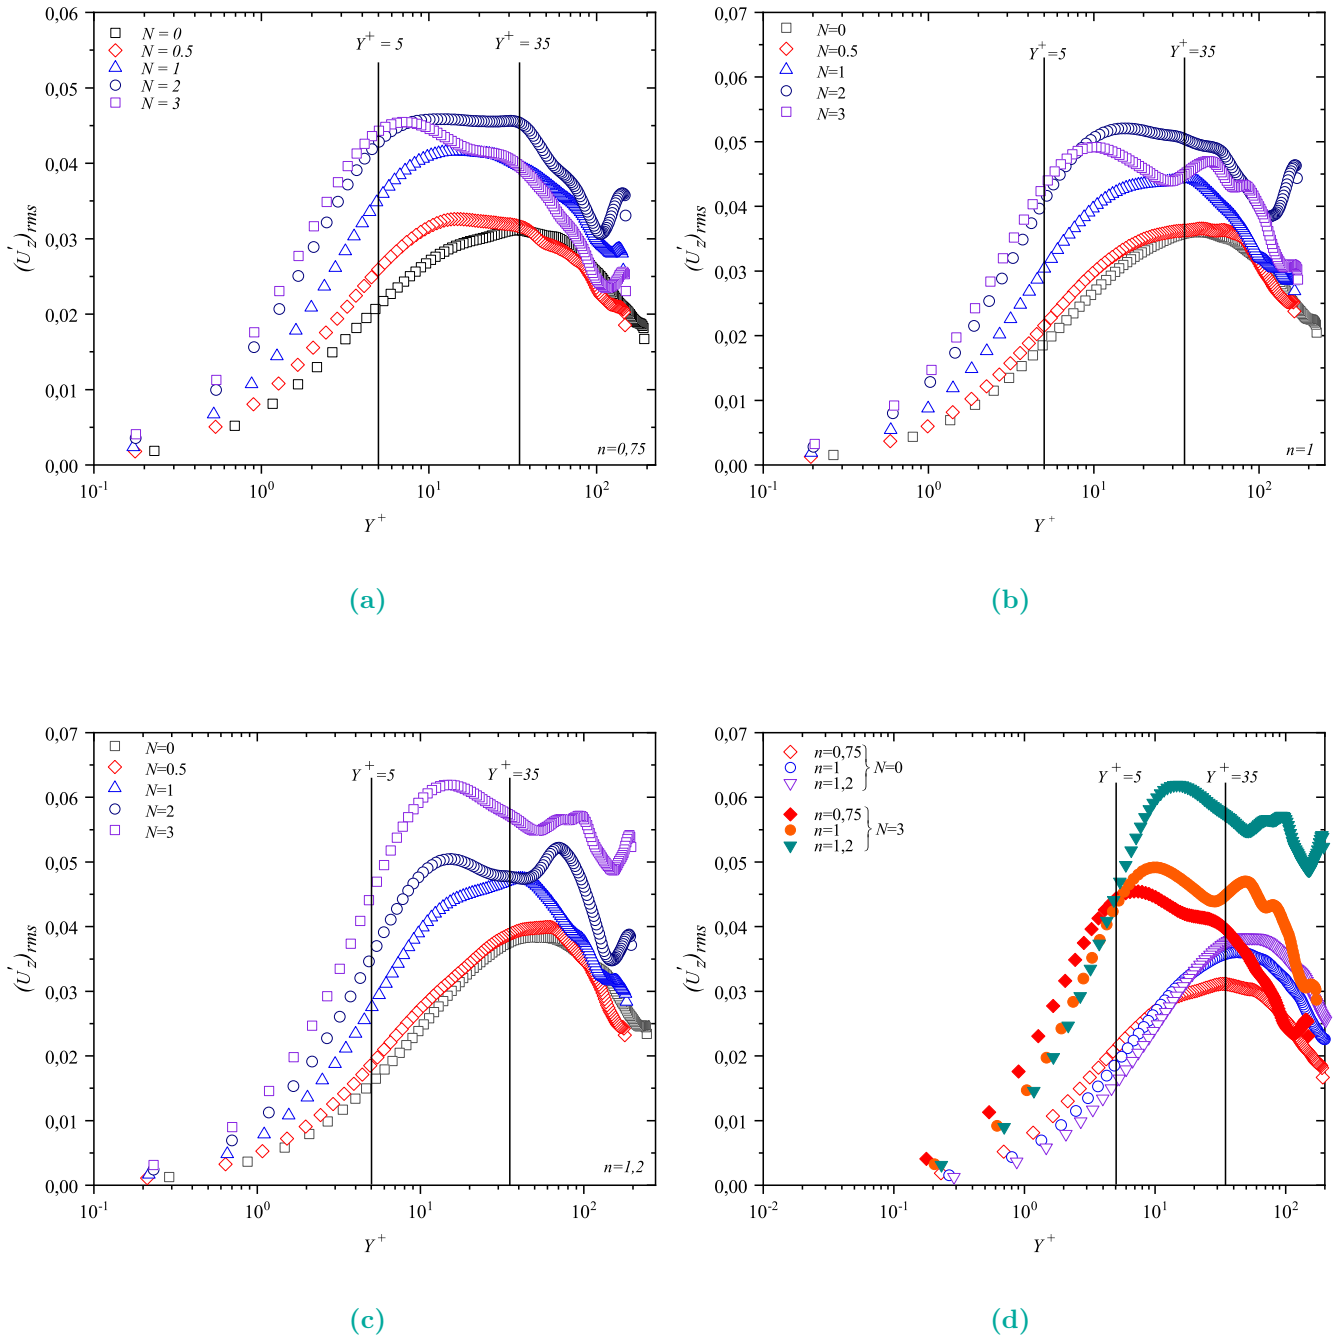 0,06
0,05
0,04
0,03
0,02
0,01
0,00
(U'z)rms
N = 0
N = 0.5
N = 1
N = 2
N = 3
Y+ = 5
Y+ = 35
n=0,75
10-1
100
101
102
Y+
(a)
0,07
0,06
0,05
0,04
0,03
0,02
0,01
0,00
(U'z)rms
N=0
N=0.5
N=1
N=2
N=3
Y+=5
Y+=35
n=1
10-1
100
101
102
Y+
(b)
0,07
0,06
0,05
0,04
0,03
0,02
0,01
0,00
(U'z)rms
N=0
N=0.5
N=1
N=2
N=3
Y+=5
Y+=35
n=1,2
10-1
100
101
102
Y+
(c)
0,07
0,06
0,05
0,04
0,03
0,02
0,01
0,00
(U'z)rms
n=0,75
n=1
n=1,2
N=0
n=0,75
n=1
n=1,2
N=3
Y+=5
Y+=35
10-2
10-1
100
101
102
Y+
(d)